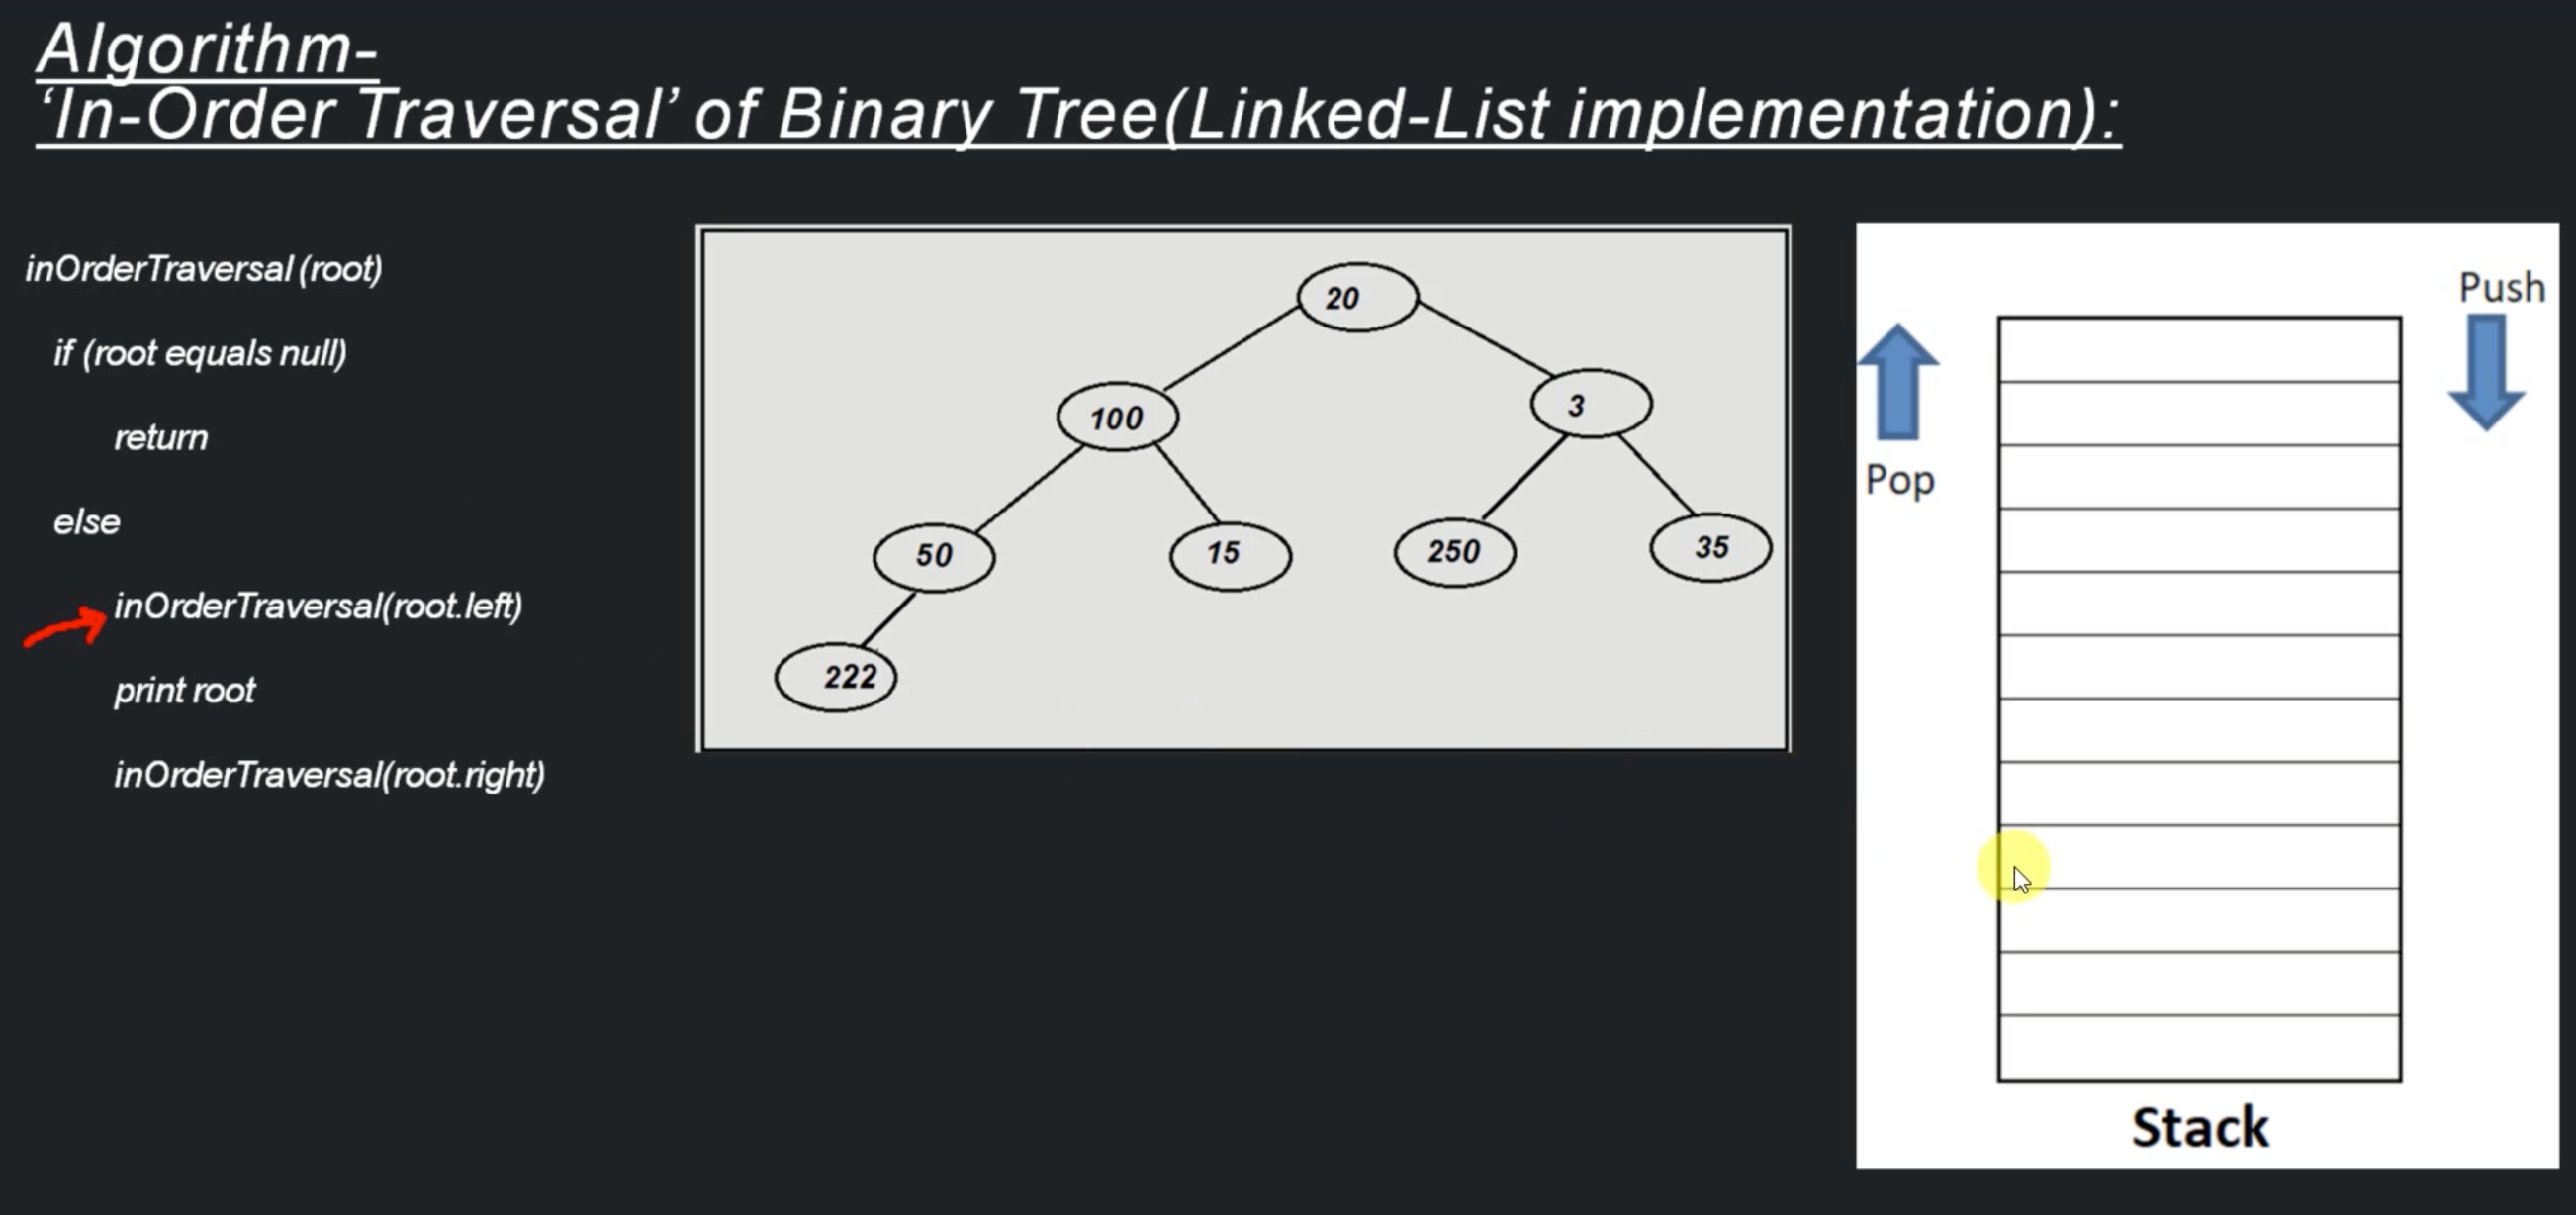 Algorithm-
‘In-Order Traversal’ of Binary Tree(Linked-List implementation):
inOrderTraversal (root)
if (root equals null)
return
else
inOrderTraversal(root.left)
print root
inOrderTraversal(root.right)
20
100
3
50
15
250
35
222
Push
Pop
Stack